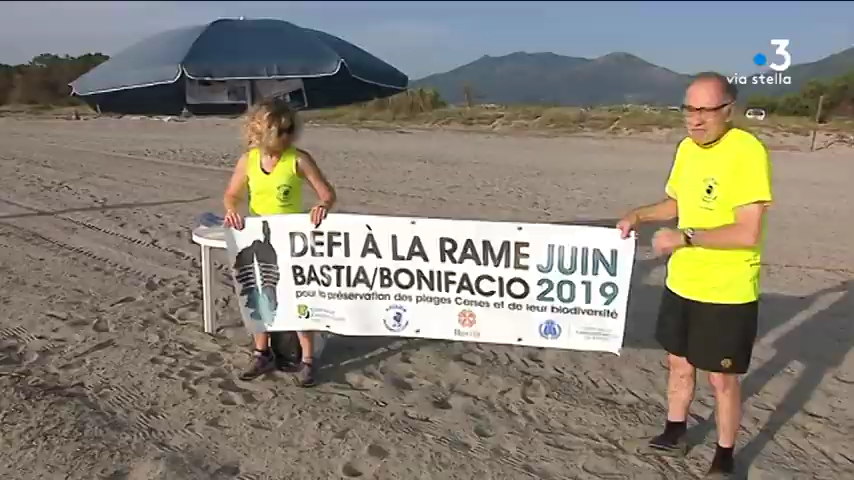 3
via stella
DEFI À LA RAME JUIN
BASTIA/BONIFACIO 2019
pour la préservation des plages Corses et de leur biodiversité